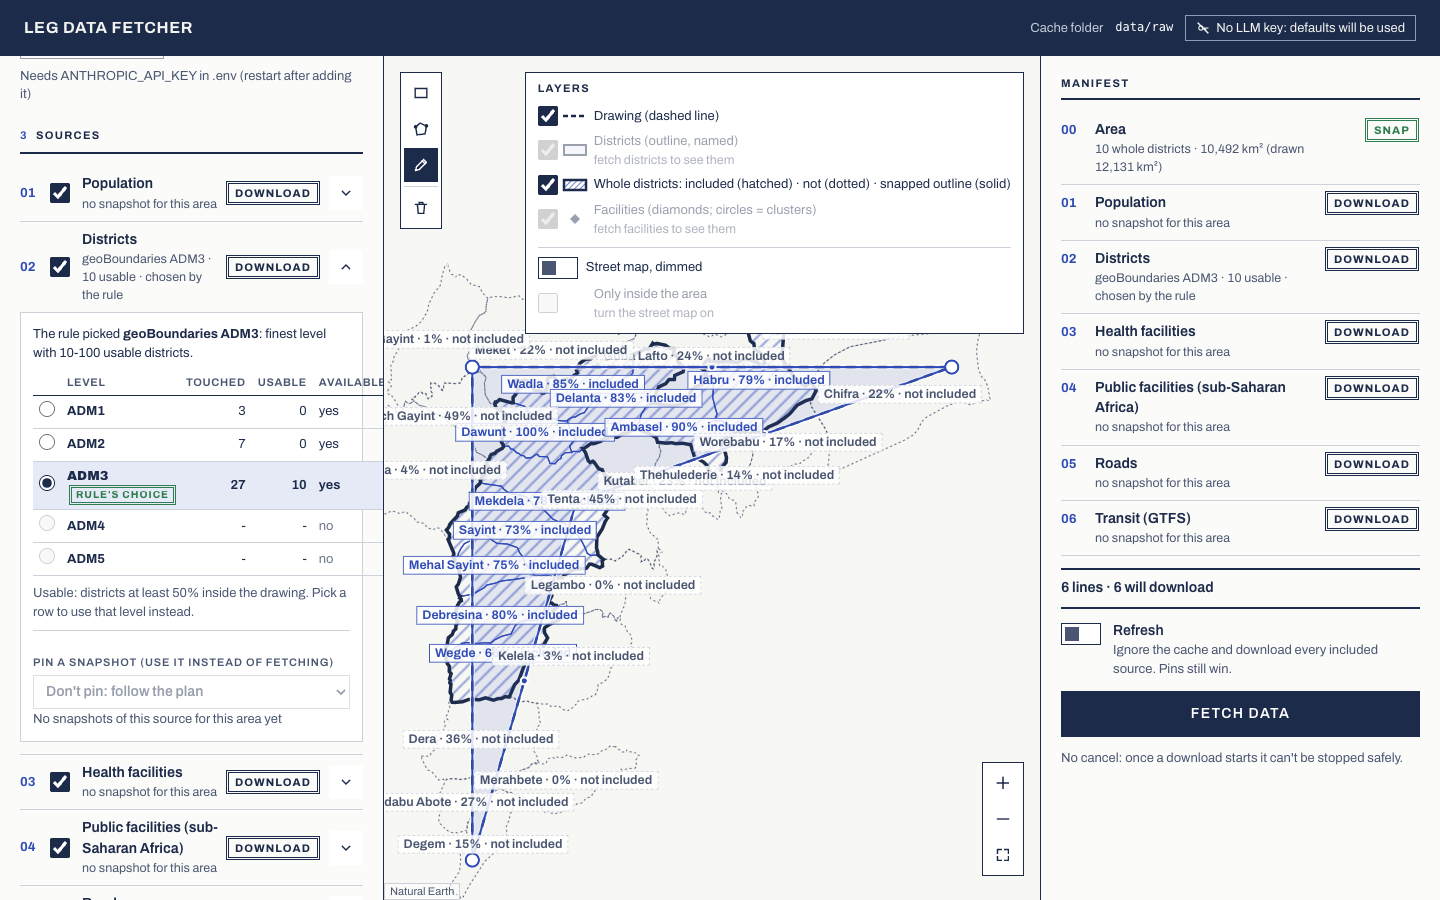 LEG DATA FETCHER
Cache folder data/raw
No LLM key: defaults will be used
Needs ANTHROPIC_API_KEY in .env (restart after adding
it)
3 SOURCES
01 Population DOWNLOAD
no snapshot for this area
Districts
02 geoBoundaries ADM3 · DOWNLOAD
10 usable · chosen by
the rule
The rule picked geoBoundaries ADM3: finest level
with 10-100 usable districts.
LEVEL TOUCHED USABLE AVAILABLE
ADM1 3 0 yes
ADM2 7 0 yes
ADM3 27 10 yes
RULE'S CHOICE
ADM4 - - no
ADM5 - - no
Usable: districts at least 50% inside the drawing. Pick a
row to use that level instead.
PIN A SNAPSHOT (USE IT INSTEAD OF FETCHING)
Don't pin: follow the plan
No snapshots of this source for this area yet
03 Health facilities DOWNLOAD
no snapshot for this area
04 Public facilities (sub-
Saharan Africa) DOWNLOAD
no snapshot for this area
LAYERS
Drawing (dashed line)
Districts (outline, named)
fetch districts to see them
Whole districts: included (hatched) · not (dotted) · snapped outline (solid)
Facilities (diamonds; circles = clusters)
fetch facilities to see them
Street map, dimmed
Only inside the area
turn the street map on
ayint · 1% · not included
Meket · 22% · not included
Lafto · 24% · not included
Wadla · 85% · included
Habru · 79% · included
Delanta · 83% · included
Chifra · 22% · not included
ch Gayint · 49% · not included
Dawunt · 100% · included
Ambasel · 90% · included
Worebabu · 17% · not included
a · 4% · not included
Thehulederie · 14% · not included
Mekdela · 7
Tenta · 45% · not included
Sayint · 73% · included
Mehal Sayint · 75% · included
Legambo · 0% · not included
Debresina · 80% · included
Wegde · 6
Kelela · 3% · not included
Dera · 36% · not included
Merahbete · 0% · not included
dabu Abote · 27% · not included
Degem · 15% · not included
Natural Earth
MANIFEST
00 Area SNAP
10 whole districts · 10,492 km² (drawn
12,131 km²)
01 Population DOWNLOAD
no snapshot for this area
02 Districts DOWNLOAD
geoBoundaries ADM3 · 10 usable ·
chosen by the rule
03 Health facilities DOWNLOAD
no snapshot for this area
04 Public facilities (sub-Saharan DOWNLOAD
Africa)
no snapshot for this area
05 Roads DOWNLOAD
no snapshot for this area
06 Transit (GTFS) DOWNLOAD
no snapshot for this area
6 lines · 6 will download
Refresh
Ignore the cache and download every included
source. Pins still win.
FETCH DATA
No cancel: once a download starts it can't be stopped safely.